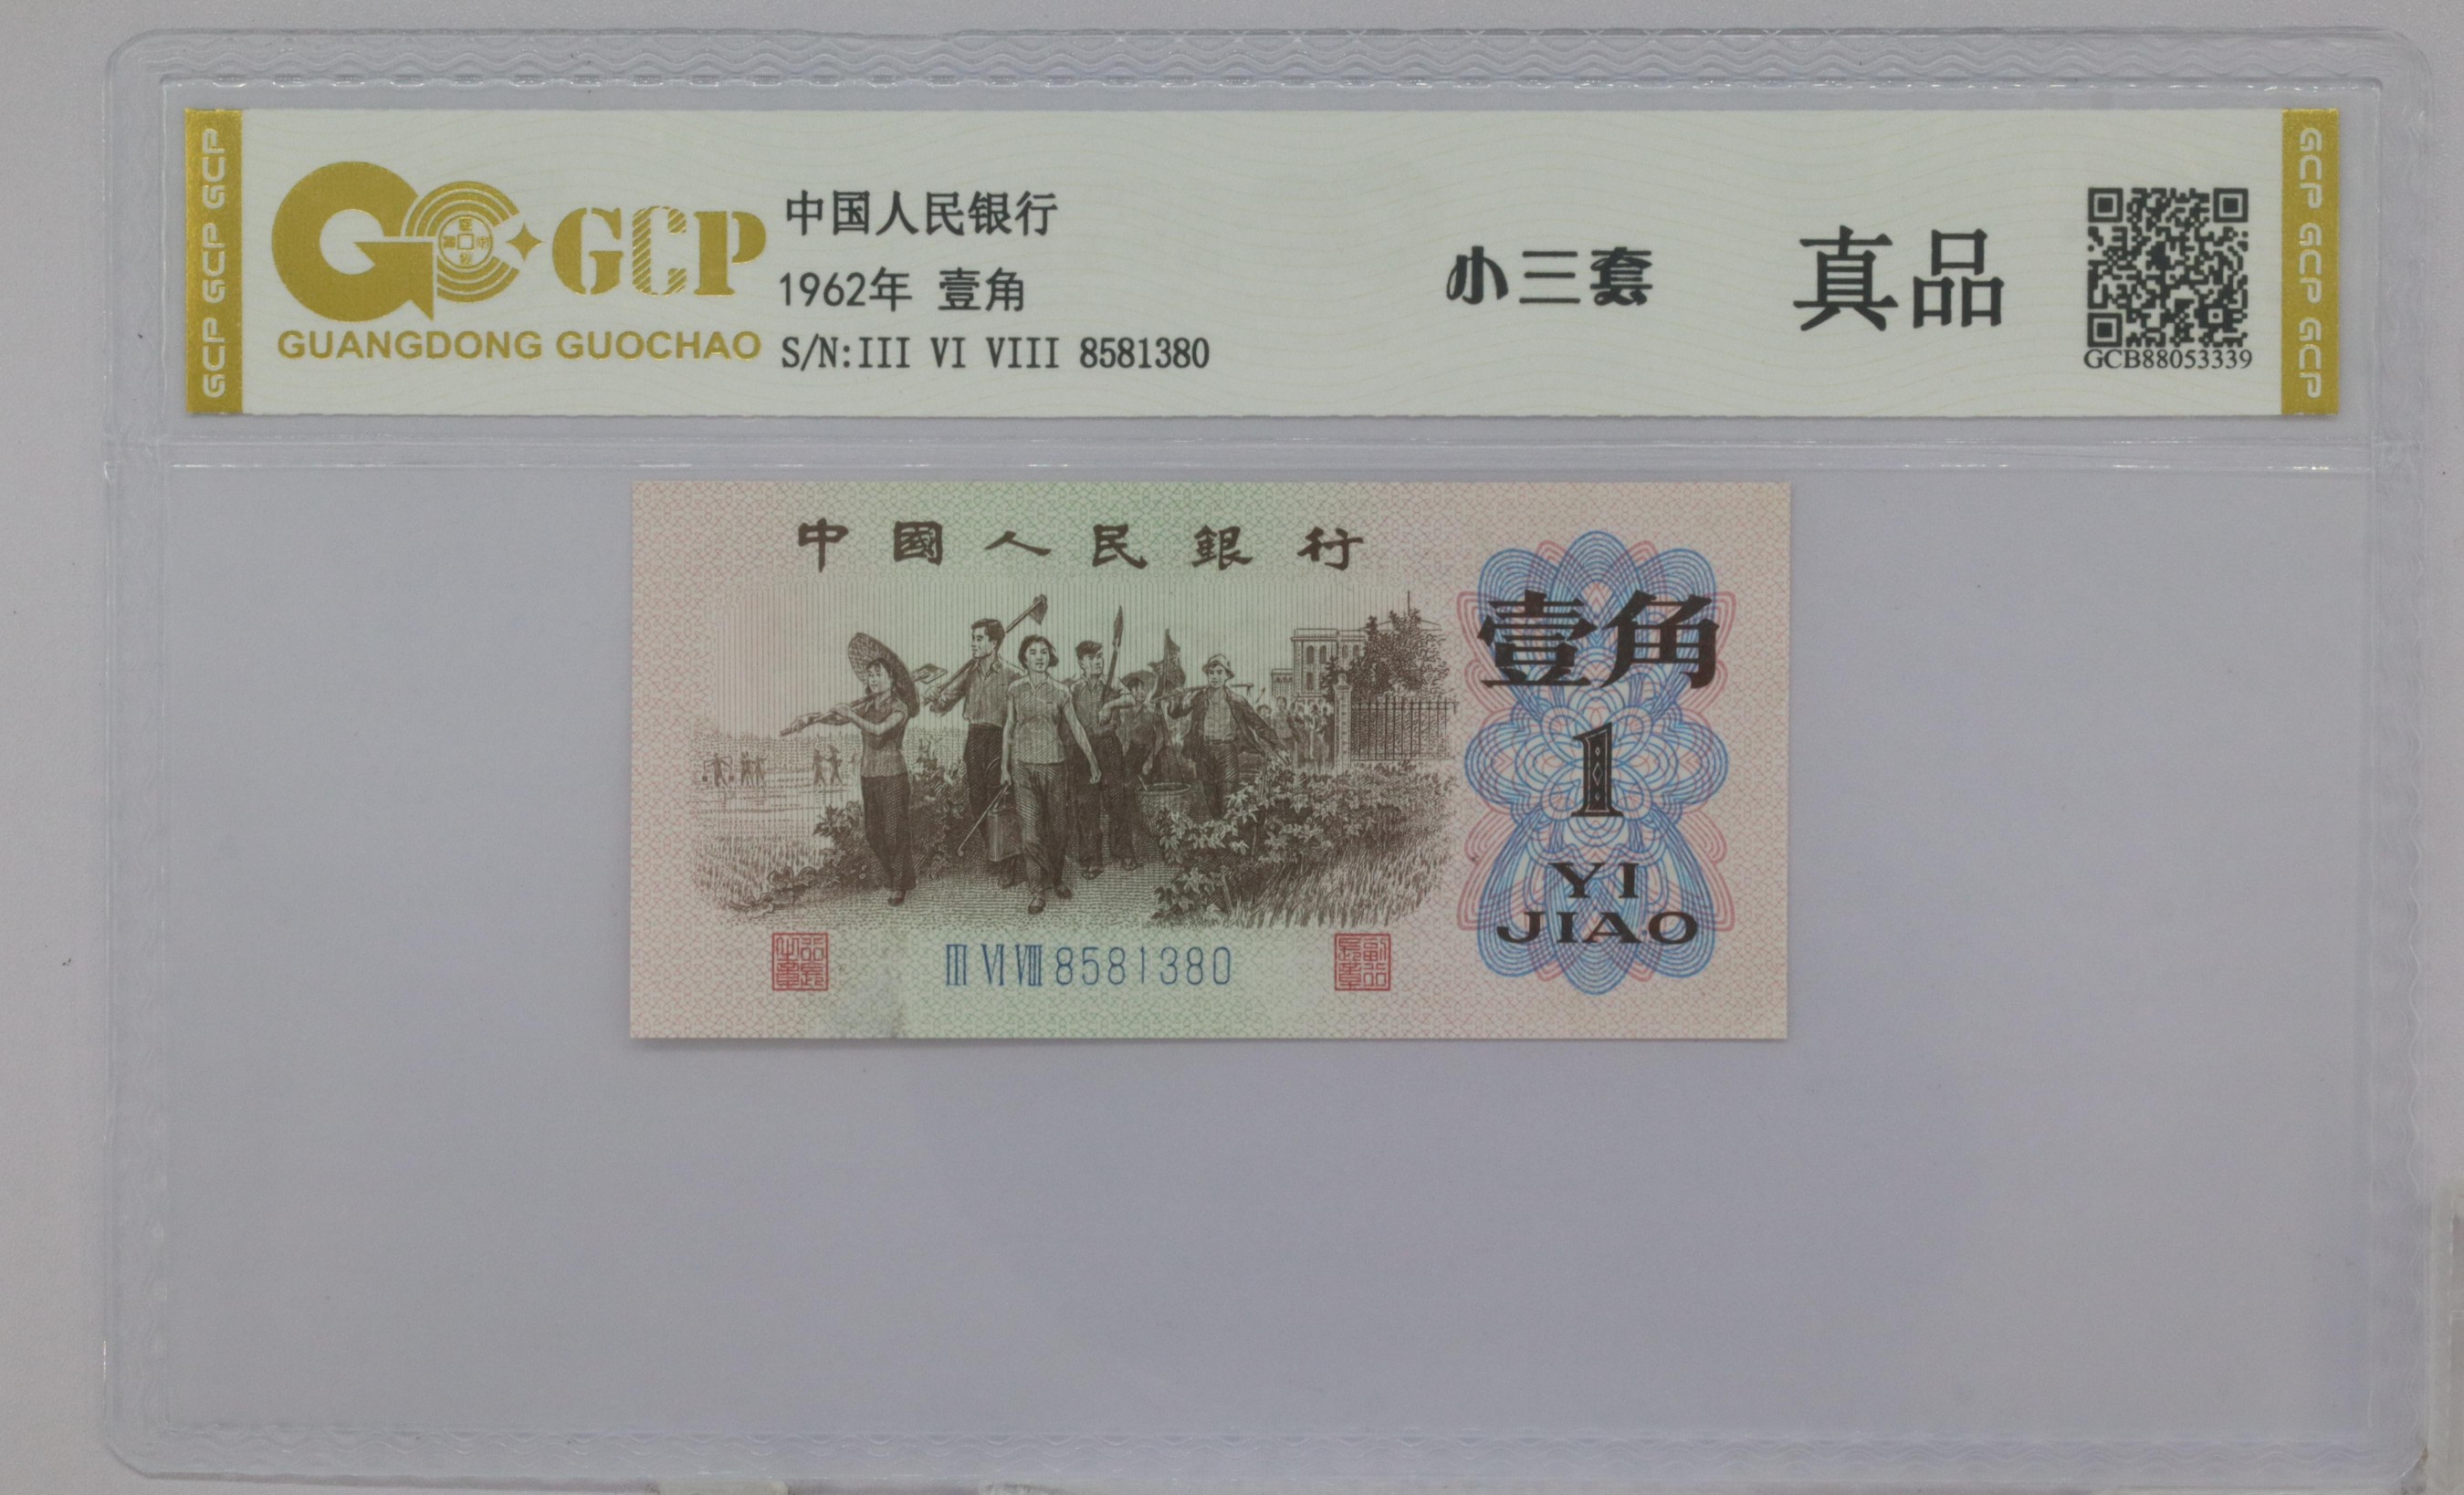 GCP GCP GCP
GCP
GUANGDONG GUOCHAO
中国人民银行
1962年 壹角
S/N:III VI VIII 8581380
小三套
真品
GCB88053339
GCP GCP GCP
中國人民銀行
壹角
1
YI
JIAO
III VI VIII 8581380